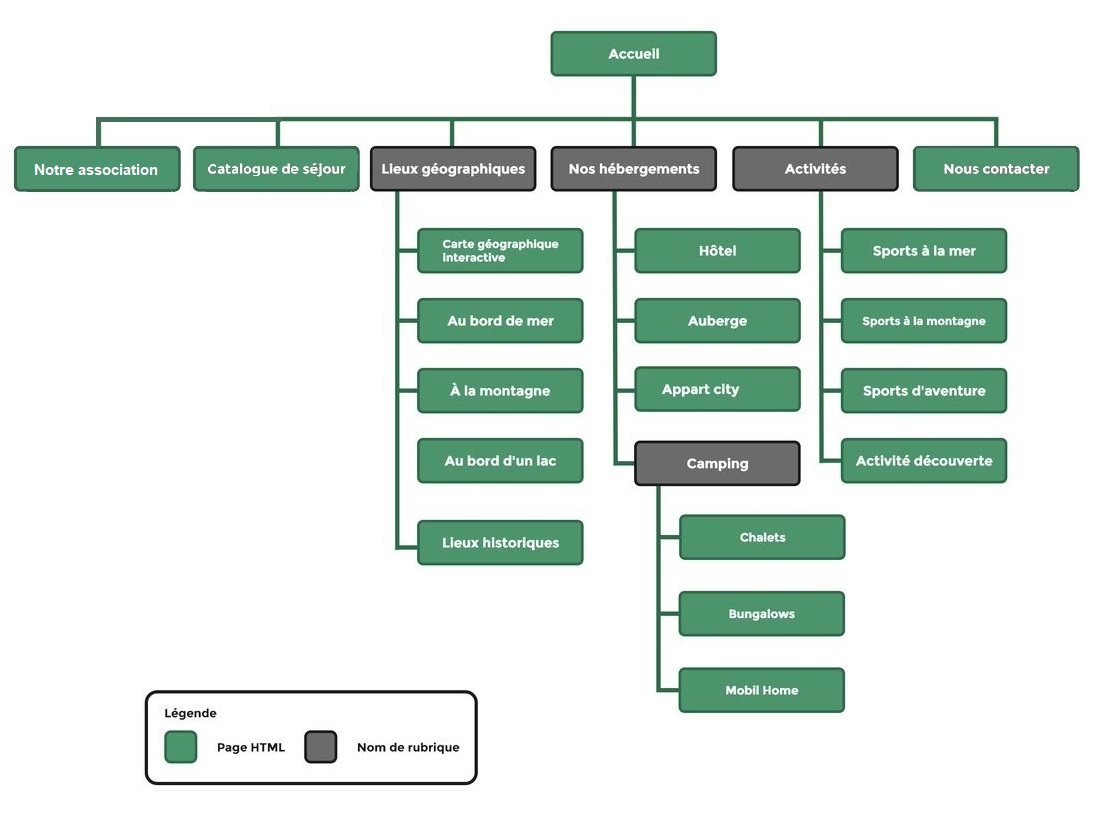 Accueil
Notre association
Catalogue de séjour
Lieux géographiques
Nos hébergements
Activités
Nous contacter
Carte géographique
interactive
Au bord de mer
À la montagne
Au bord d'un lac
Lieux historiques
Hôtel
Auberge
Appart city
Camping
Chalets
Bungalows
Mobil Home
Sports à la mer
Sports à la montagne
Sports d'aventure
Activité découverte
Légende
Page HTML
Nom de rubrique